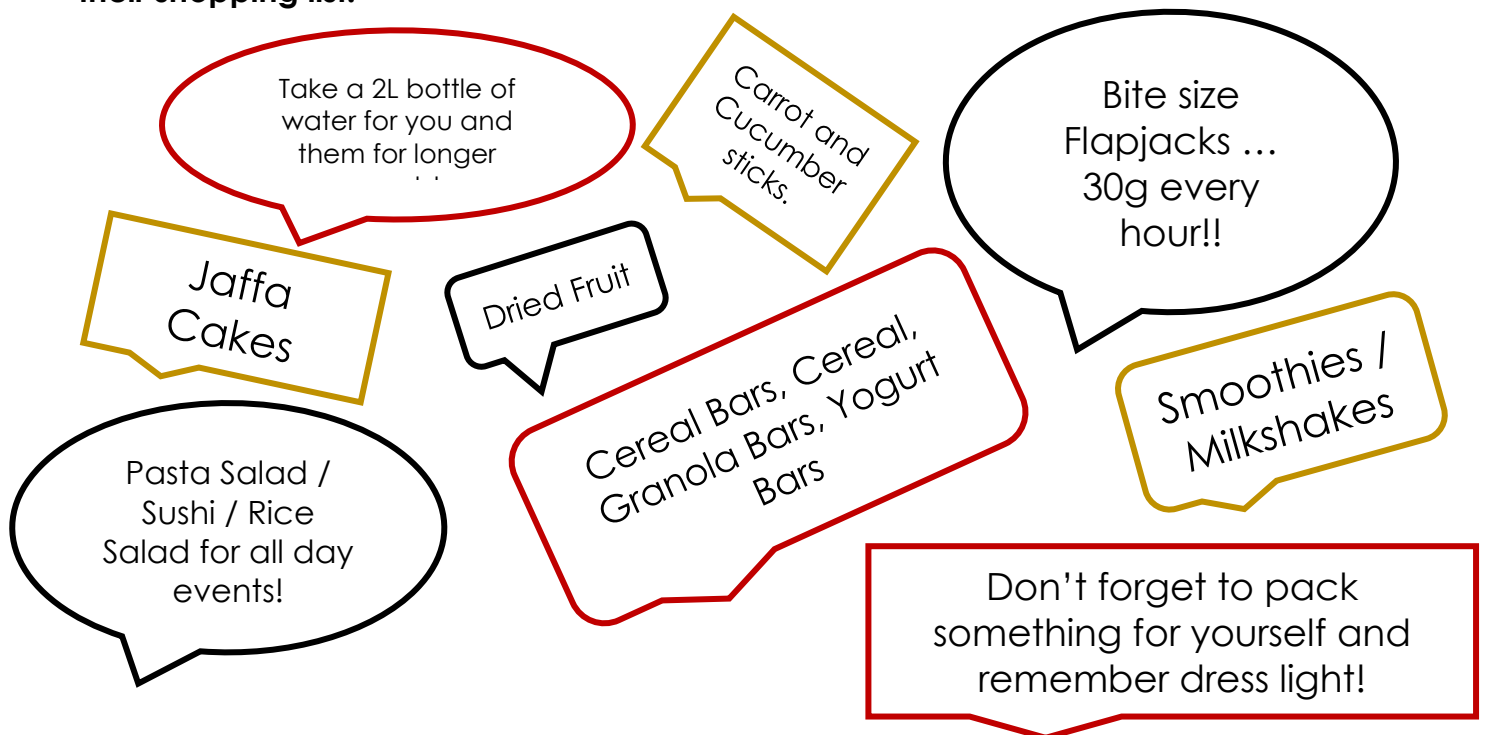 Take a 2L bottle of
water for you and
them for longer
Carrot and
Cucumber
sticks.
Bite size
Flapjacks …
30g every
hour!!
Jaffa
Cakes
Dried Fruit
Cereal Bars, Cereal,
Granola Bars, Yogurt
Bars
Smoothies /
Milkshakes
Pasta Salad /
Sushi / Rice
Salad for all day
events!
Don’t forget to pack
something for yourself and
remember dress light!